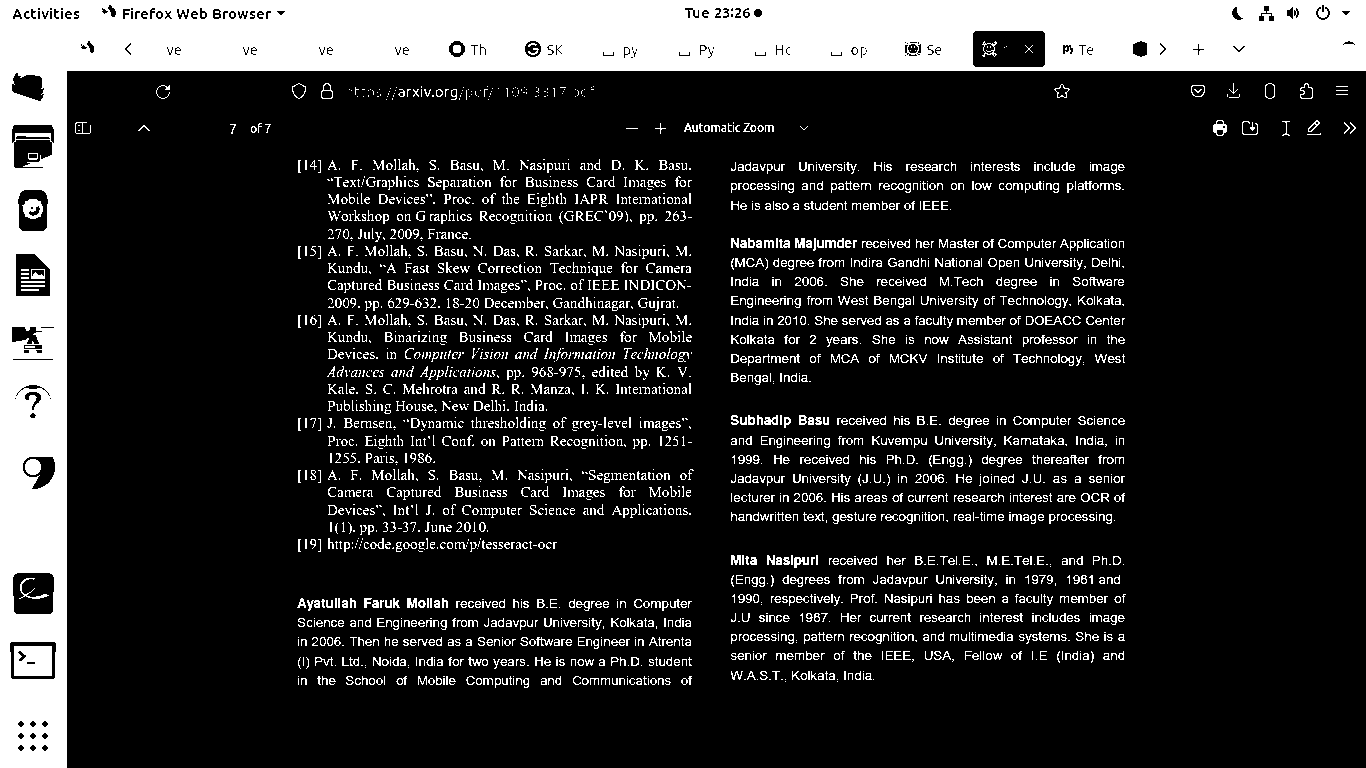 Activities
Firefox Web Browser
Tue 23:26
ve
ve
ve
ve
Th
SK
py
Py
Hc
op
Se
Te
7 of 7
Automatic Zoom
[14] A. F. Mollah, S. Basu, M. Nasipuri and D. K. Basu.
“Text/Graphics Separation for Business Card Images for
Mobile Devices”. Proc. of the Eighth IAPR International
Workshop on Graphics Recognition (GREC`09), pp. 263-
270, July, 2009, France.
[15] A. F. Mollah, S. Basu, N. Das, R. Sarkar, M. Nasipuri, M.
Kundu, “A Fast Skew Correction Technique for Camera
Captured Business Card Images”, Proc. of IEEE INDICON-
2009. pp. 629-632. 18-20 December, Gandhinagar, Gujrat.
[16] A. F. Mollah, S. Basu, N. Das, R. Sarkar, M. Nasipuri, M.
Kundu, Binarizing Business Card Images for Mobile
Devices. in Computer Vision and Information Technology
Advances and Applications, pp. 968-975, edited by K. V.
Kale. S. C. Mehrotra and R. R. Manza, I. K. International
Publishing House, New Delhi. India.
[17] J. Bernsen, “Dynamic thresholding of grey-level images”,
Proc. Eighth Int'l Conf. on Pattern Recognition, pp. 1251-
1255. Paris, 1986.
[18] A. F. Mollah, S. Basu, M. Nasipuri, “Segmentation of
Camera Captured Business Card Images for Mobile
Devices”, Int'l J. of Computer Science and Applications.
1(1). pp. 33-37. June 2010.
[19] http://code.google.com/p/tesseract-ocr
Ayatullah Faruk Mollah received his B.E. degree in Computer
Science and Engineering from Jadavpur University, Kolkata, India
in 2006. Then he served as a Senior Software Engineer in Atrenta
(I) Pvt. Ltd., Noida, India for two years. He is now a Ph.D. student
in the School of Mobile Computing and Communications of
Jadavpur University. His research interests include image
processing and pattern recognition on low computing platforms.
He is also a student member of IEEE.
Nabamita Majumder received her Master of Computer Application
(MCA) degree from Indira Gandhi National Open University, Delhi,
India in 2006. She received M.Tech degree in Software
Engineering from West Bengal University of Technology, Kolkata,
India in 2010. She served as a faculty member of DOEACC Center
Kolkata for 2 years. She is now Assistant professor in the
Department of MCA of MCKV Institute of Technology, West
Bengal, India.
Subhadip Basu received his B.E. degree in Computer Science
and Engineering from Kuvempu University, Karnataka, India, in
1999. He received his Ph.D. (Engg.) degree thereafter from
Jadavpur University (J.U.) in 2006. He joined J.U. as a senior
lecturer in 2006. His areas of current research interest are OCR of
handwritten text, gesture recognition, real-time image processing.
Mita Nasipuri received her B.E.Tel.E., M.E.Tel.E., and Ph.D.
(Engg.) degrees from Jadavpur University, in 1979, 1981 and
1990, respectively. Prof. Nasipuri has been a faculty member of
J.U since 1987. Her current research interest includes image
processing, pattern recognition, and multimedia systems. She is a
senior member of the IEEE, USA, Fellow of I.E (India) and
W.A.S.T., Kolkata, India.